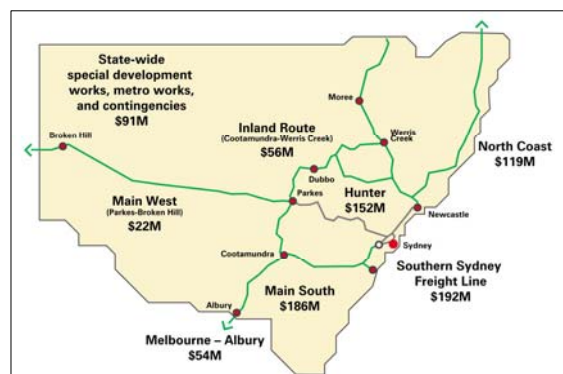 State-wide
special development
works, metro works,
and contingencies
$91M
Broken Hill
Moree
Inland Route
(Cootamundra-Werris Creek)
$56M
Werris
Creek
North Coast
$119M
Dubbo
Hunter
$152M
Parkes
Main West
(Parkes-Broken Hill)
$22M
Newcastle
Sydney
Cootamundra
Southern Sydney
Freight Line
$192M
Main South
$186M
Albury
Melbourne – Albury
$54M